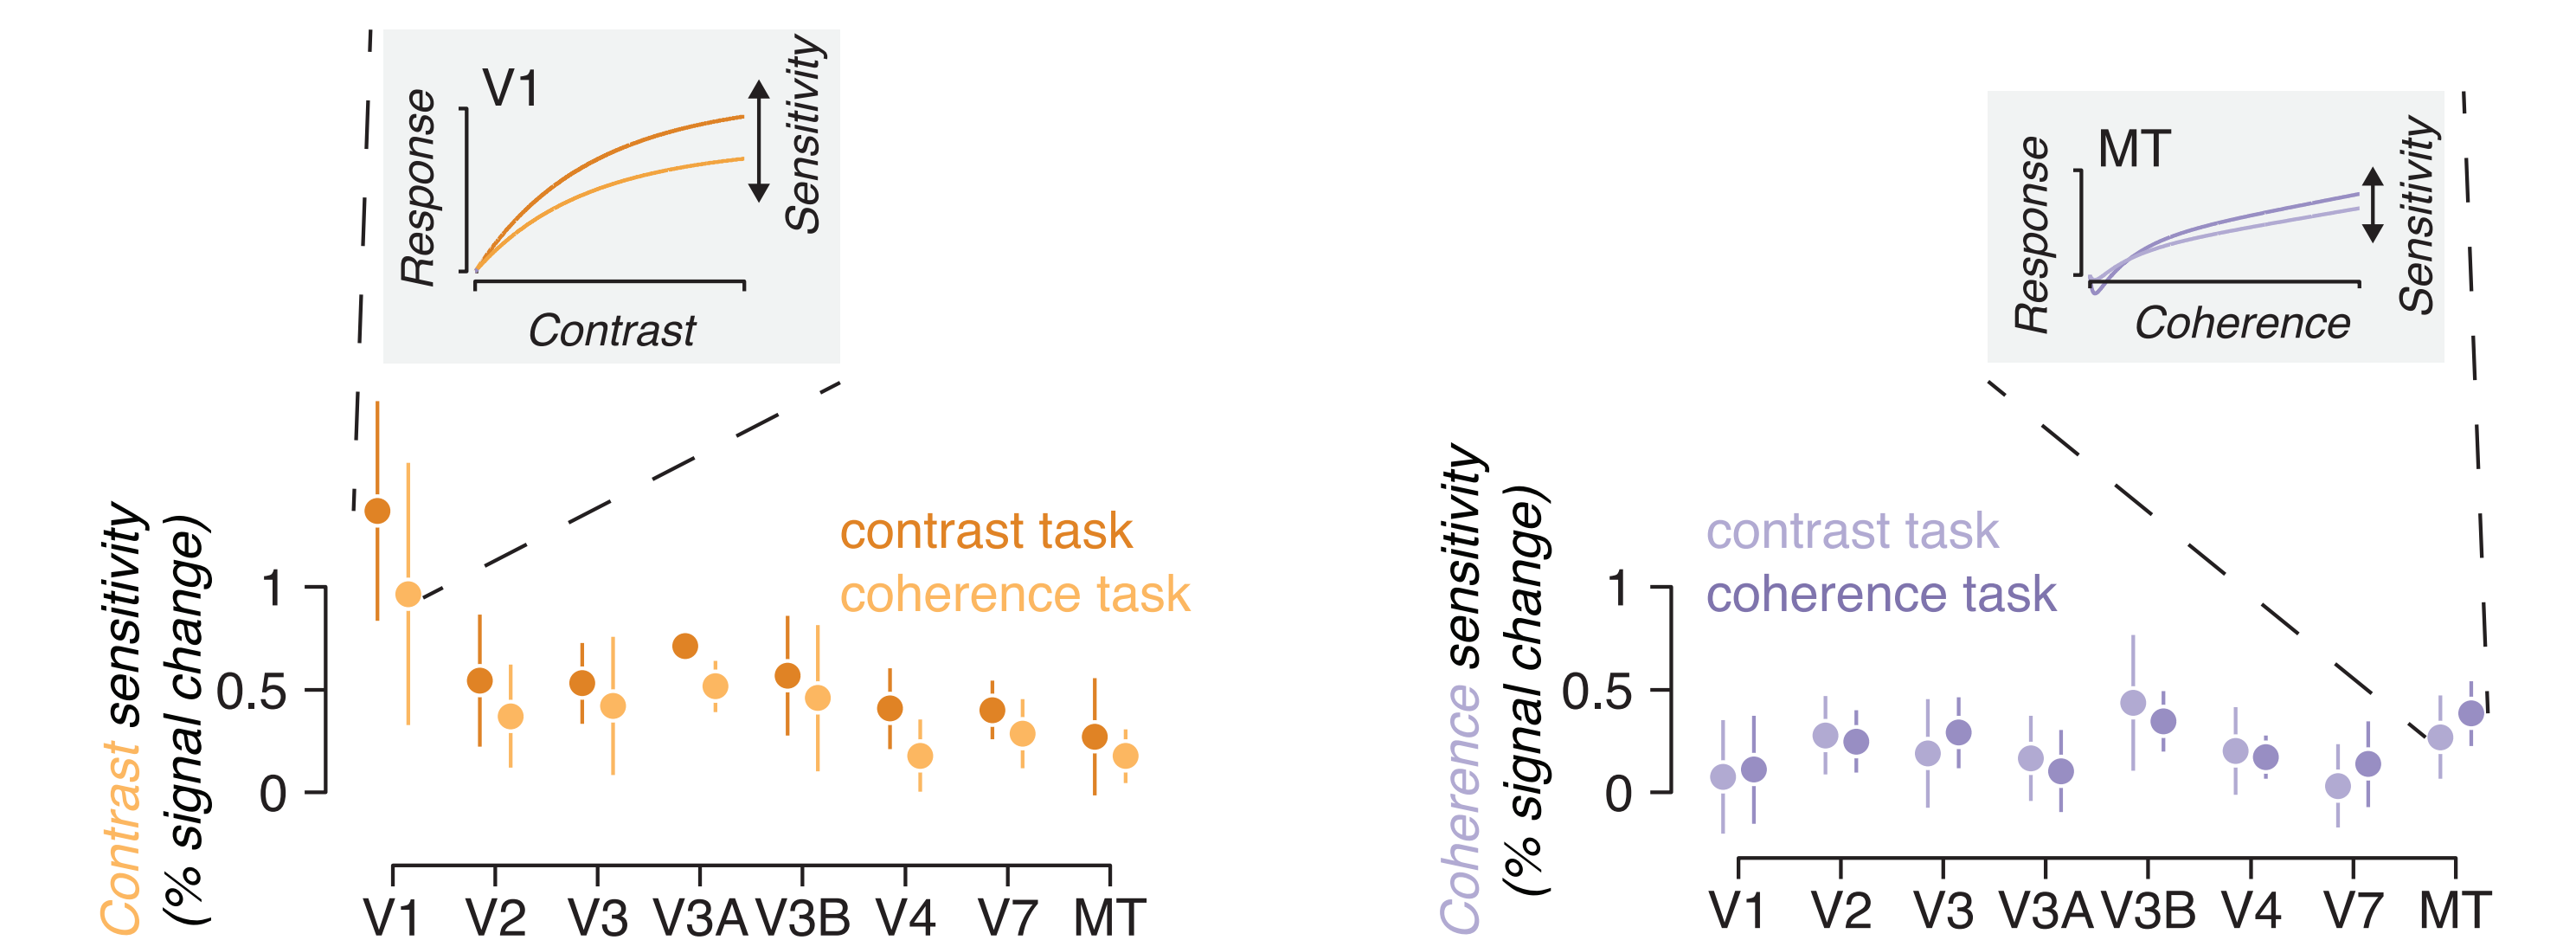 V1
Response
Contrast
Sensitivity
Contrast sensitivity
(% signal change)
1
0.5
0
contrast task
coherence task
V1 V2 V3 V3A V3B V4 V7 MT
MT
Response
Coherence
Sensitivity
Coherence sensitivity
(% signal change)
1
0.5
0
contrast task
coherence task
V1 V2 V3 V3A V3B V4 V7 MT